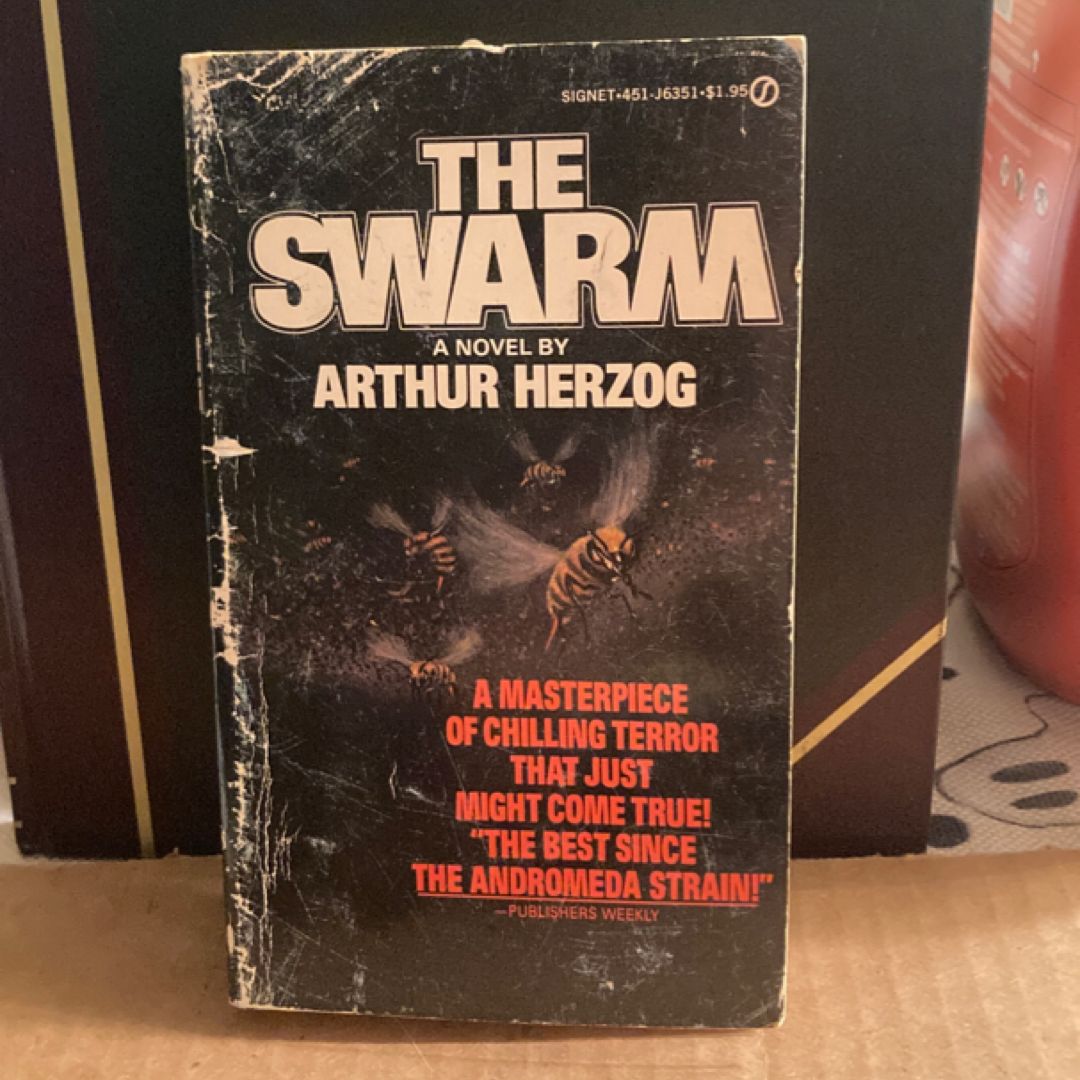 SIGNET•451-J6351•$1.95
THE
SWARM
A NOVEL BY
ARTHUR HERZOG
A MASTERPIECE
OF CHILLING TERROR
THAT JUST
MIGHT COME TRUE!
"THE BEST SINCE
THE ANDROMEDA STRAIN!"
—PUBLISHERS WEEKLY